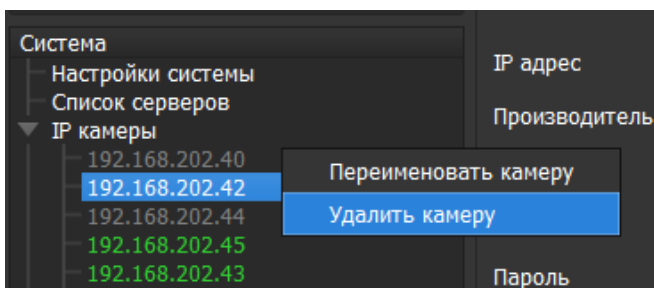 Система
Настройки системы
Список серверов
IP камеры
192.168.202.40
192.168.202.42
192.168.202.44
192.168.202.45
192.168.202.43
Переименовать камеру
Удалить камеру
IP адрес
Производитель
Пароль